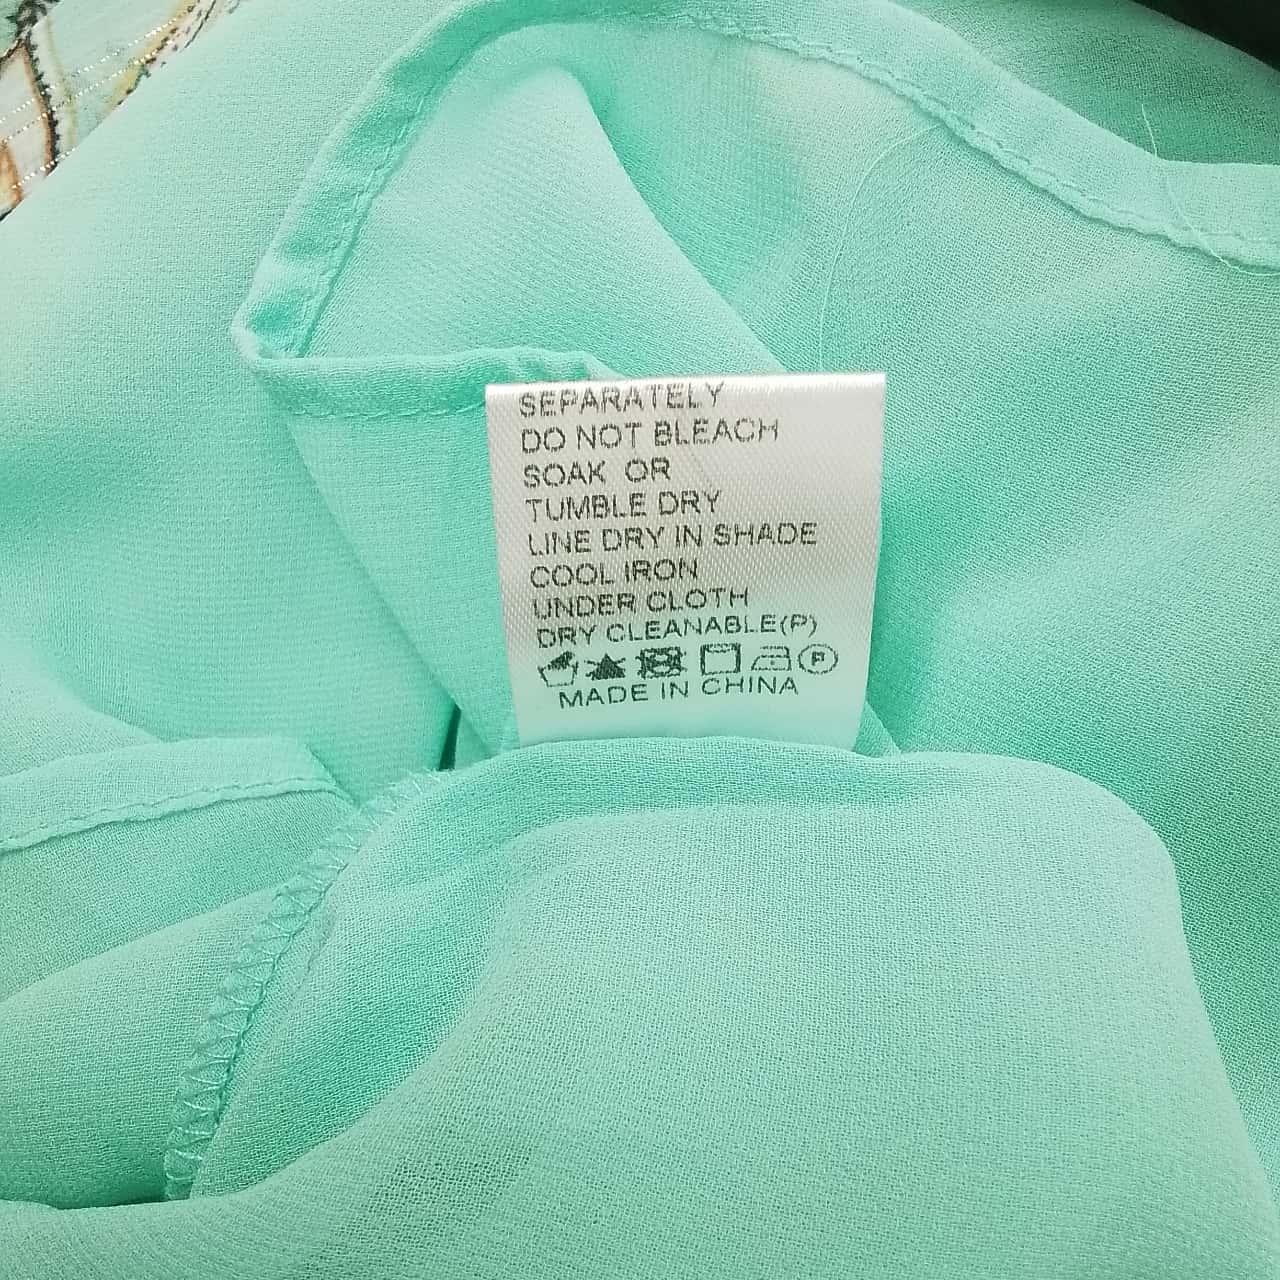 SEPARATELY
DO NOT BLEACH
SOAK OR
TUMBLE DRY
LINE DRY IN SHADE
COOL IRON
UNDER CLOTH
DRY CLEANABLE(P)
P
MADE IN CHINA